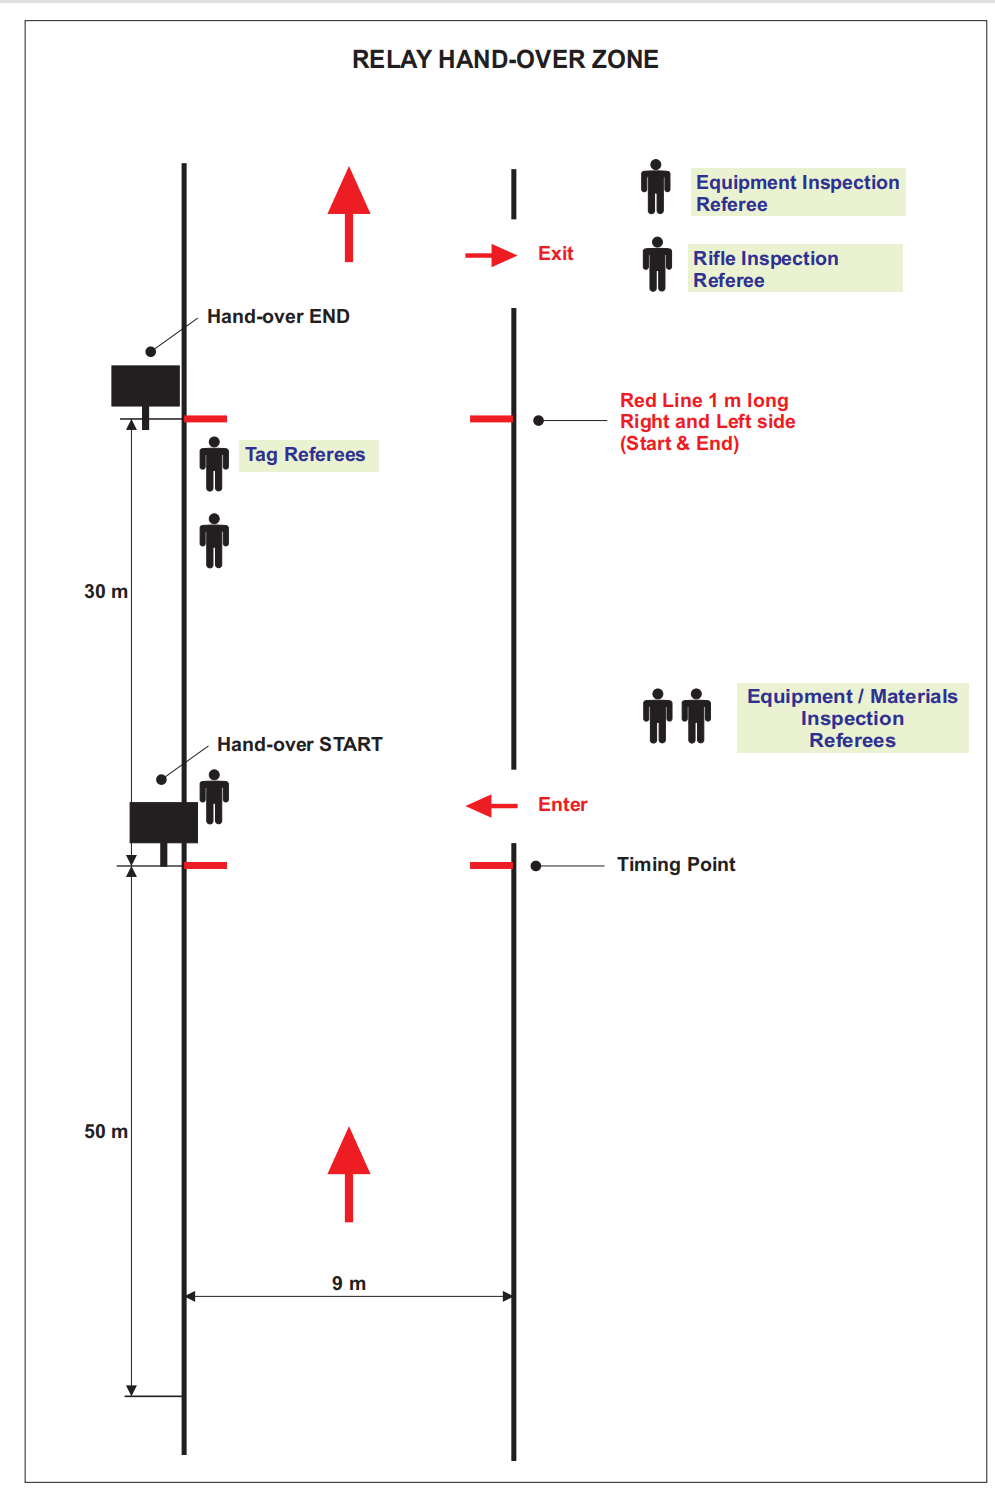 RELAY HAND-OVER ZONE
Equipment Inspection
Referee
Exit
Rifle Inspection
Referee
Hand-over END
Red Line 1 m long
Right and Left side
(Start & End)
Tag Referees
30 m
Equipment / Materials
Inspection
Referees
Hand-over START
Enter
Timing Point
50 m
9 m